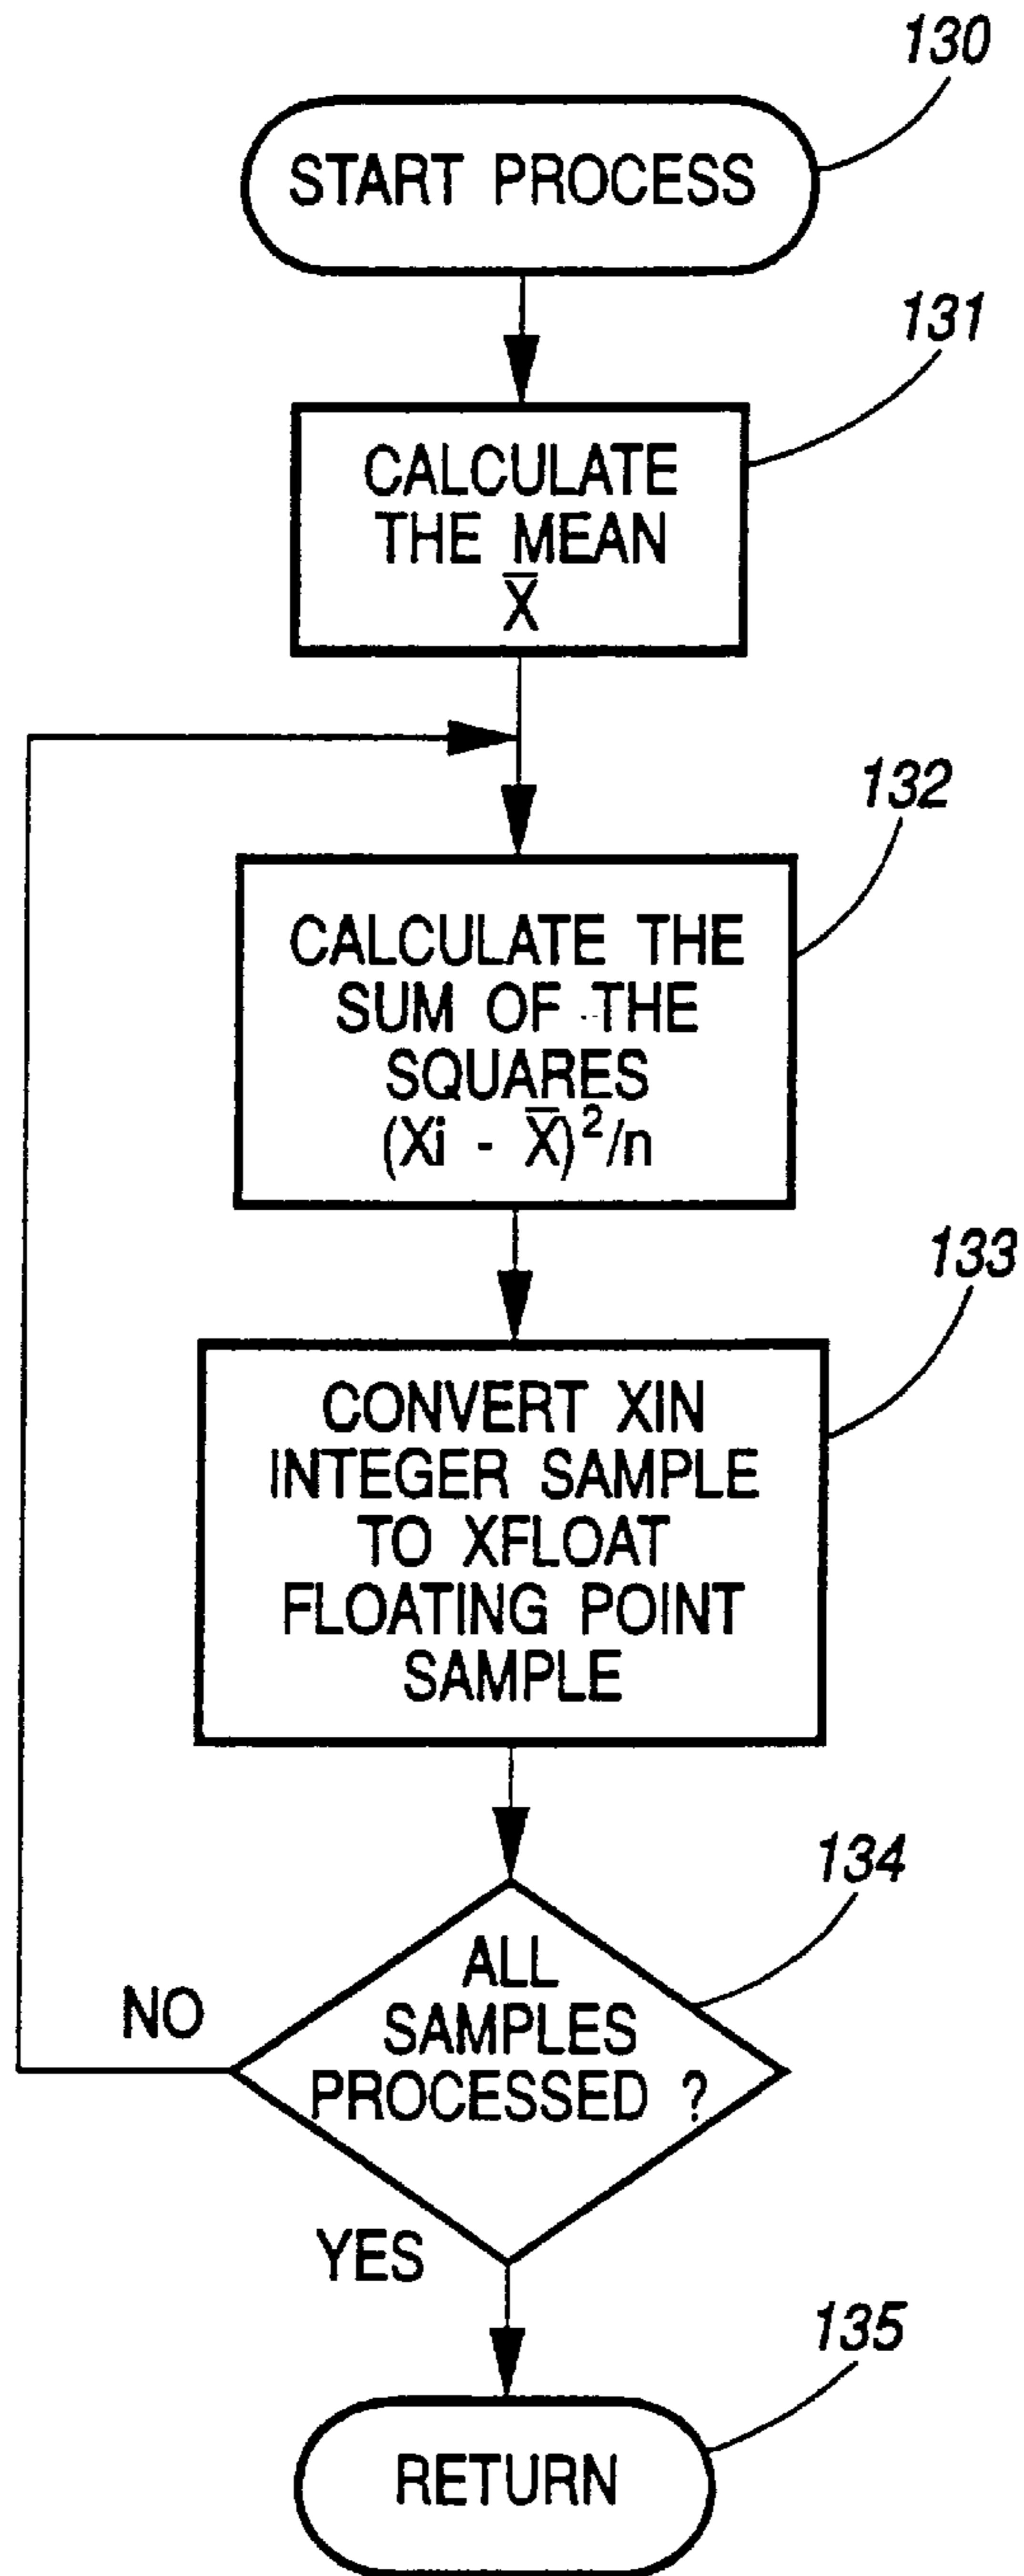 130
START PROCESS
131
CALCULATE
THE MEAN
X̅
132
CALCULATE THE
SUM OF THE
SQUARES
(Xi - X̅)²/n
133
CONVERT XIN
INTEGER SAMPLE
TO XFLOAT
FLOATING POINT
SAMPLE
134
ALL
SAMPLES
PROCESSED ?
NO
YES
135
RETURN